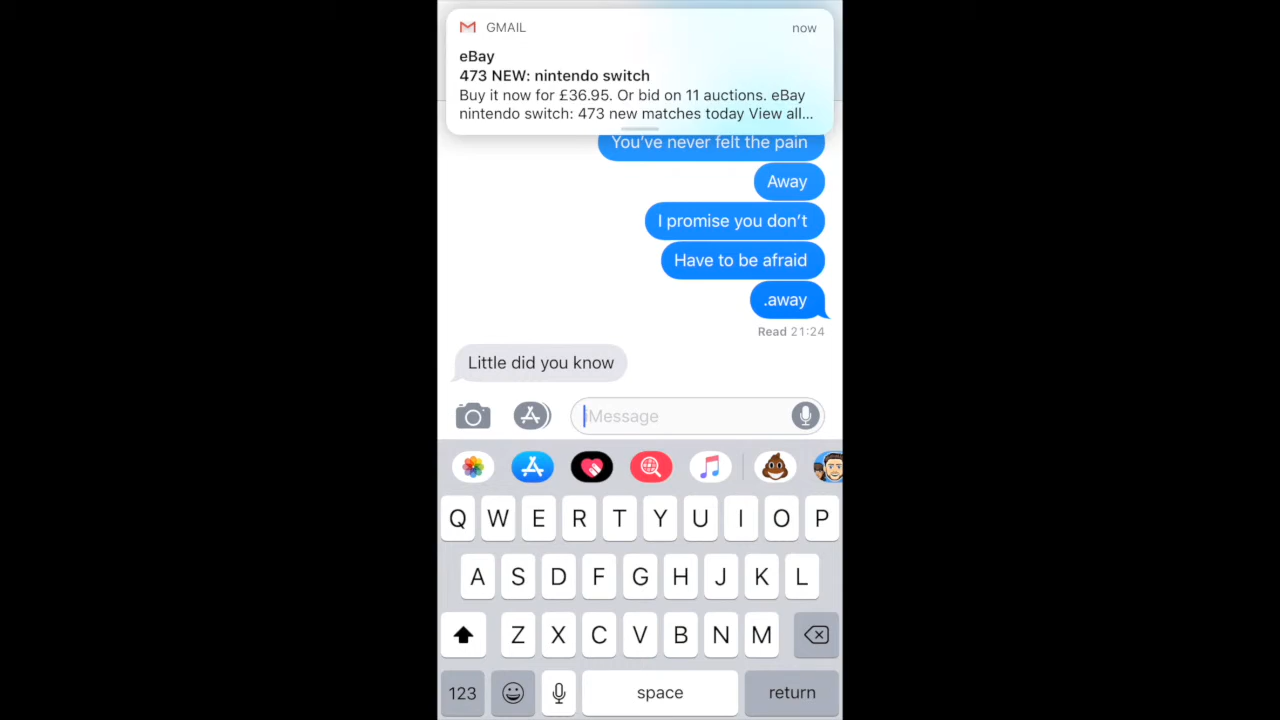 GMAIL now
eBay
473 NEW: nintendo switch
Buy it now for £36.95. Or bid on 11 auctions. eBay
nintendo switch: 473 new matches today View all...
You've never felt the pain
Away
I promise you don't
Have to be afraid
.away
Read 21:24
Little did you know
iMessage
Q W E R T Y U I O P
A S D F G H J K L
Z X C V B N M
123 space return